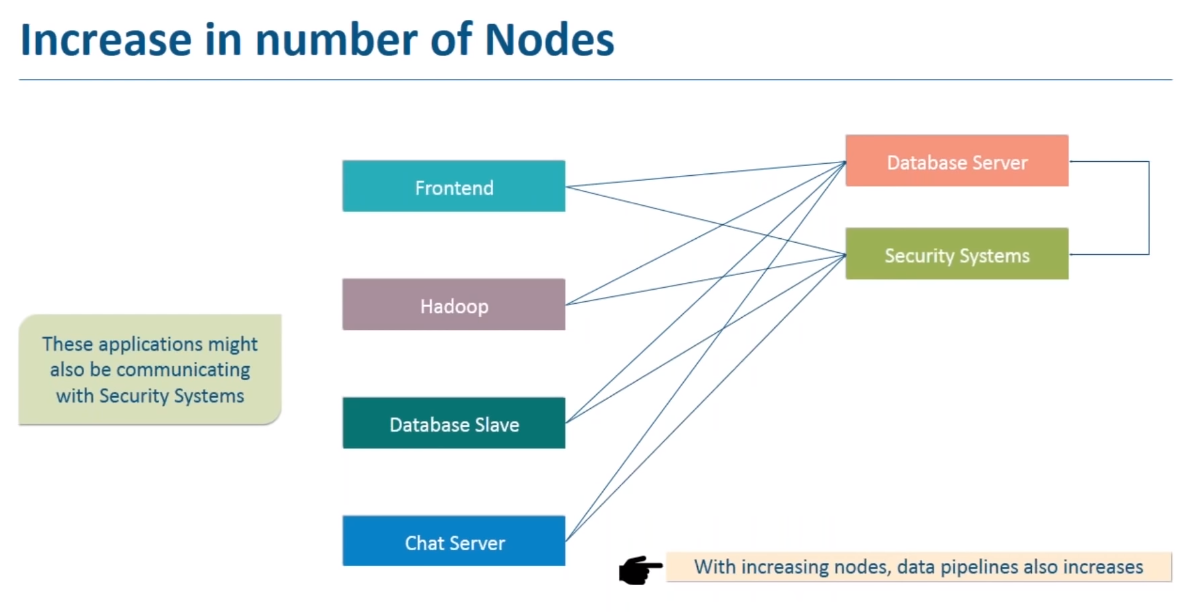 Increase in number of Nodes
Frontend
Database Server
Security Systems
Hadoop
These applications might
also be communicating
with Security Systems
Database Slave
Chat Server
With increasing nodes, data pipelines also increases